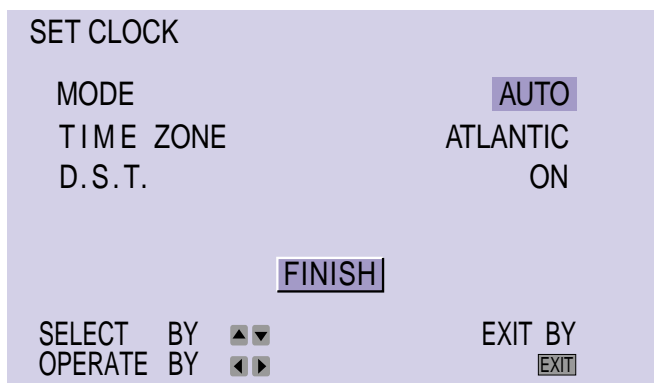 SET CLOCK
MODE AUTO
TIME ZONE ATLANTIC
D.S.T. ON
FINISH
SELECT BY ▲▼ EXIT BY
OPERATE BY ◀▶ EXIT